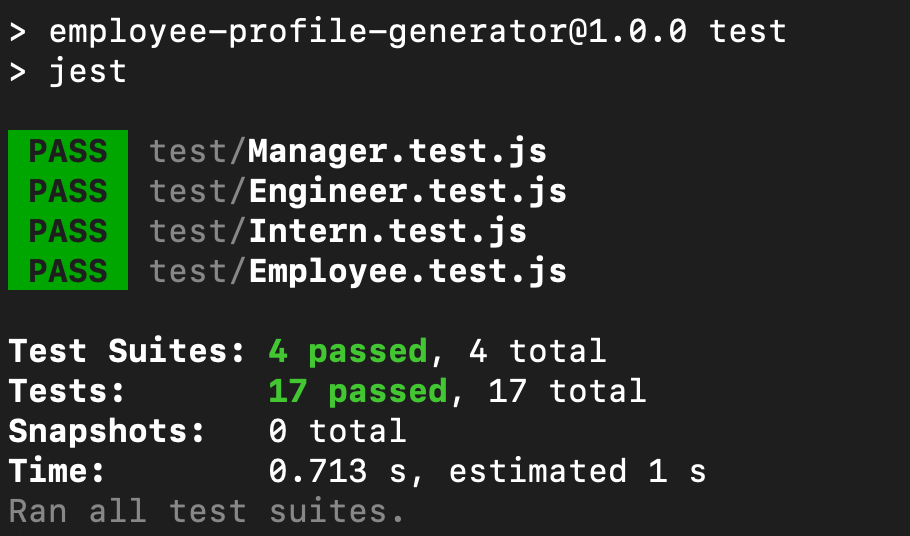 > employee-profile-generator@1.0.0 test
> jest
PASS test/Manager.test.js
PASS test/Engineer.test.js
PASS test/Intern.test.js
PASS test/Employee.test.js
Test Suites: 4 passed, 4 total
Tests: 17 passed, 17 total
Snapshots: 0 total
Time: 0.713 s, estimated 1 s
Ran all test suites.